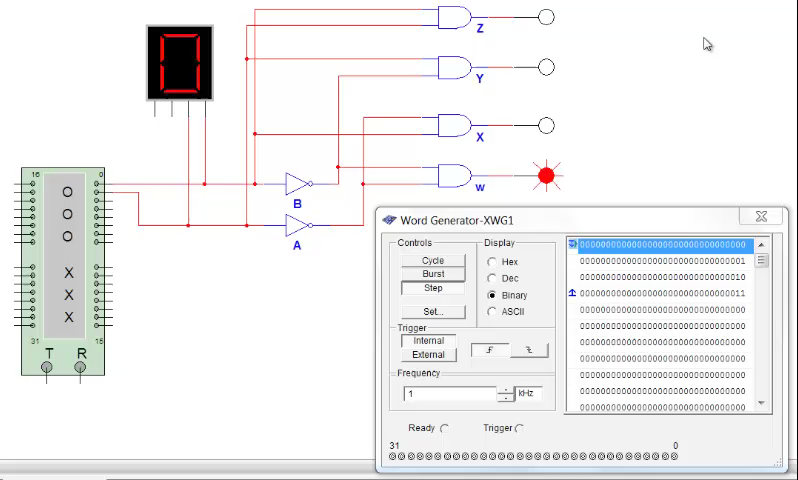 0
Z
Y
X
W
B
A
16 0
O
O
O
X
X
X
31 15
T R
Word Generator-XWG1
Controls
Cycle
Burst
Step
Set...
Display
Hex
Dec
Binary
ASCII
Trigger
Internal
External
Frequency
1 kHz
Ready Trigger
31 0
00000000000000000000000000000000
00000000000000000000000000000001
00000000000000000000000000000010
00000000000000000000000000000011
00000000000000000000000000000000
00000000000000000000000000000000
00000000000000000000000000000000
00000000000000000000000000000000
00000000000000000000000000000000
00000000000000000000000000000000
00000000000000000000000000000000